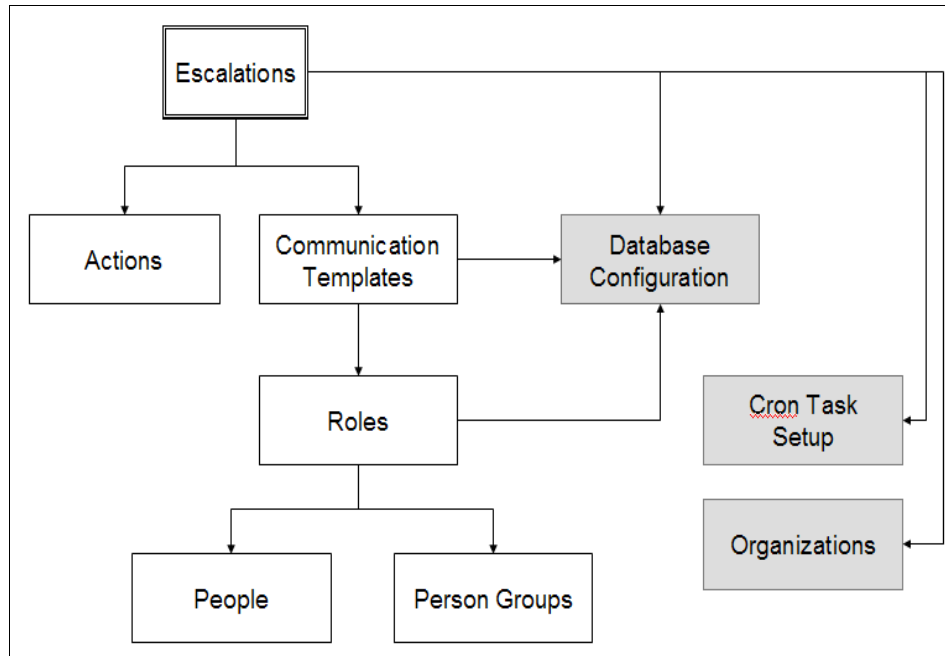 Escalations
Actions
Communication
Templates
Database
Configuration
Roles
Cron Task
Setup
Organizations
People
Person Groups